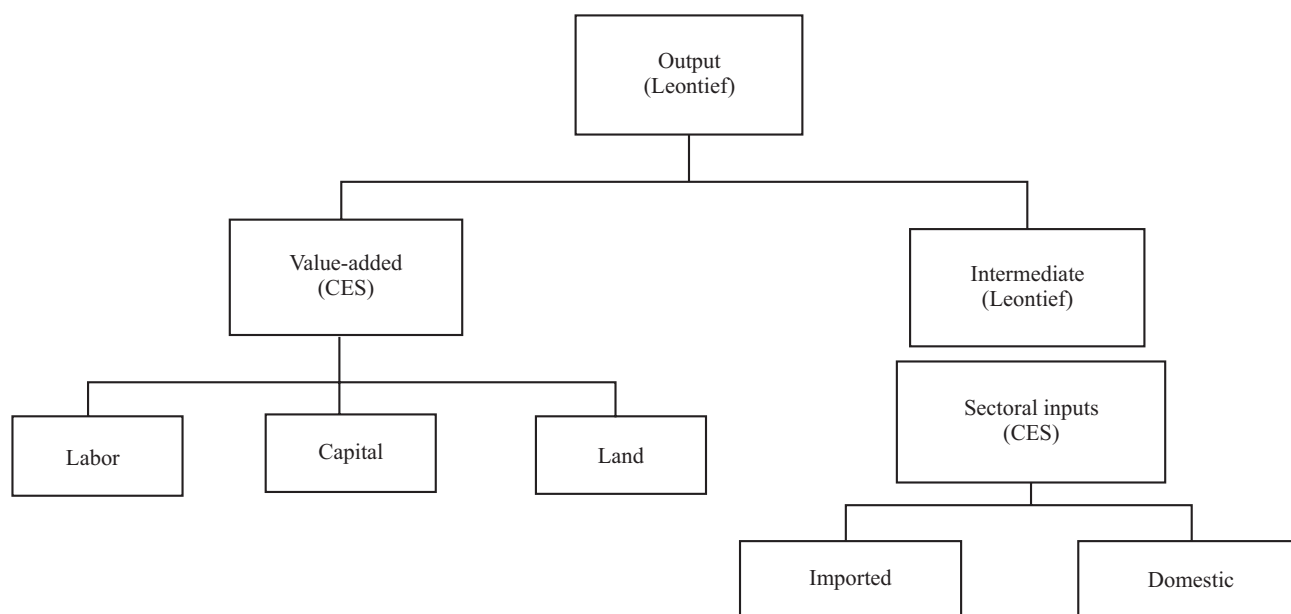 Output
(Leontief)
Value-added
(CES)
Intermediate
(Leontief)
Sectoral inputs
(CES)
Labor
Capital
Land
Imported
Domestic